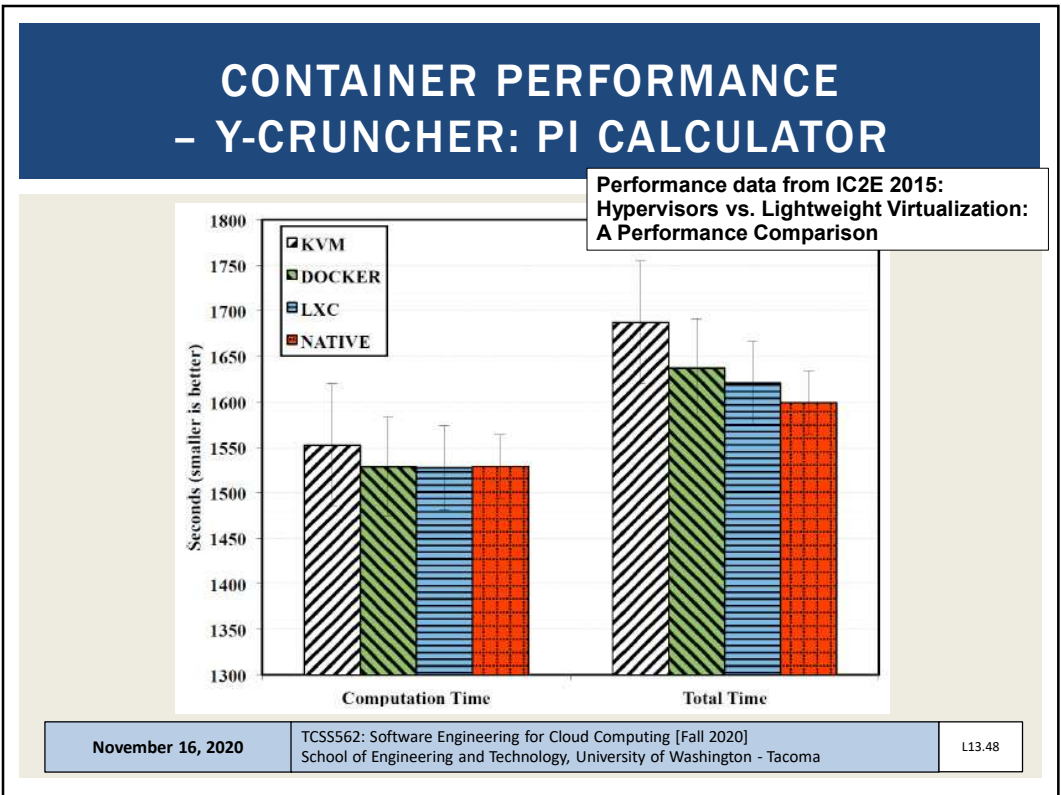 CONTAINER PERFORMANCE
– Y-CRUNCHER: PI CALCULATOR
Performance data from IC2E 2015:
Hypervisors vs. Lightweight Virtualization:
A Performance Comparison
Seconds (smaller is better)
1800
1750
1700
1650
1600
1550
1500
1450
1400
1350
1300
KVM
DOCKER
LXC
NATIVE
Computation Time
Total Time
November 16, 2020
TCSS562: Software Engineering for Cloud Computing [Fall 2020]
School of Engineering and Technology, University of Washington - Tacoma
L13.48